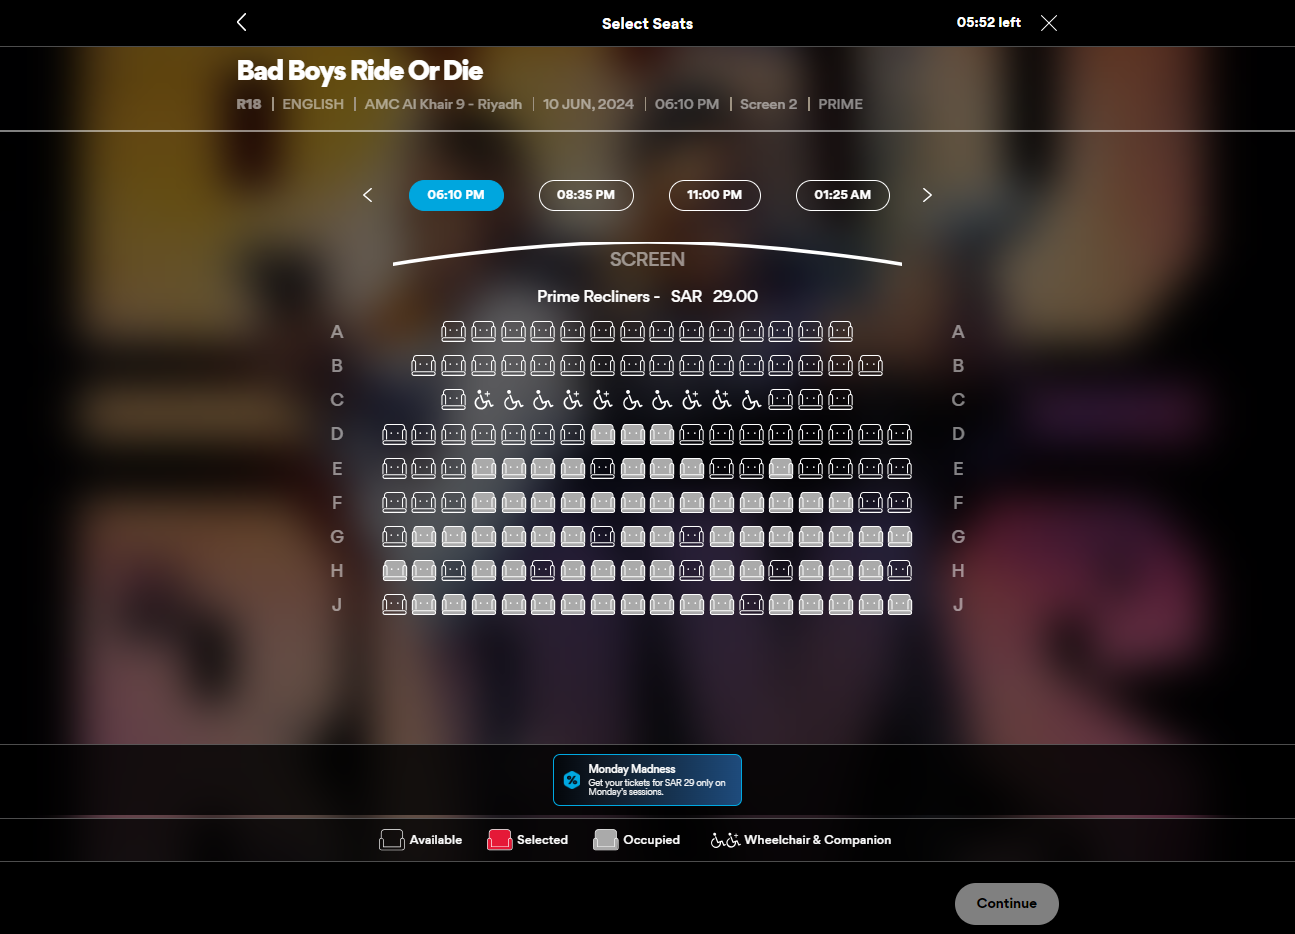 Select Seats
05:52 left
Bad Boys Ride Or Die
R18 | ENGLISH | AMC Al Khair 9 - Riyadh | 10 JUN, 2024 | 06:10 PM | Screen 2 | PRIME
06:10 PM 08:35 PM 11:00 PM 01:25 AM
SCREEN
Prime Recliners - SAR 29.00
A A
B B
C C
D D
E E
F F
G G
H H
J J
Monday Madness
Get your tickets for SAR 29 only on
Monday's sessions.
Available Selected Occupied Wheelchair & Companion
Continue